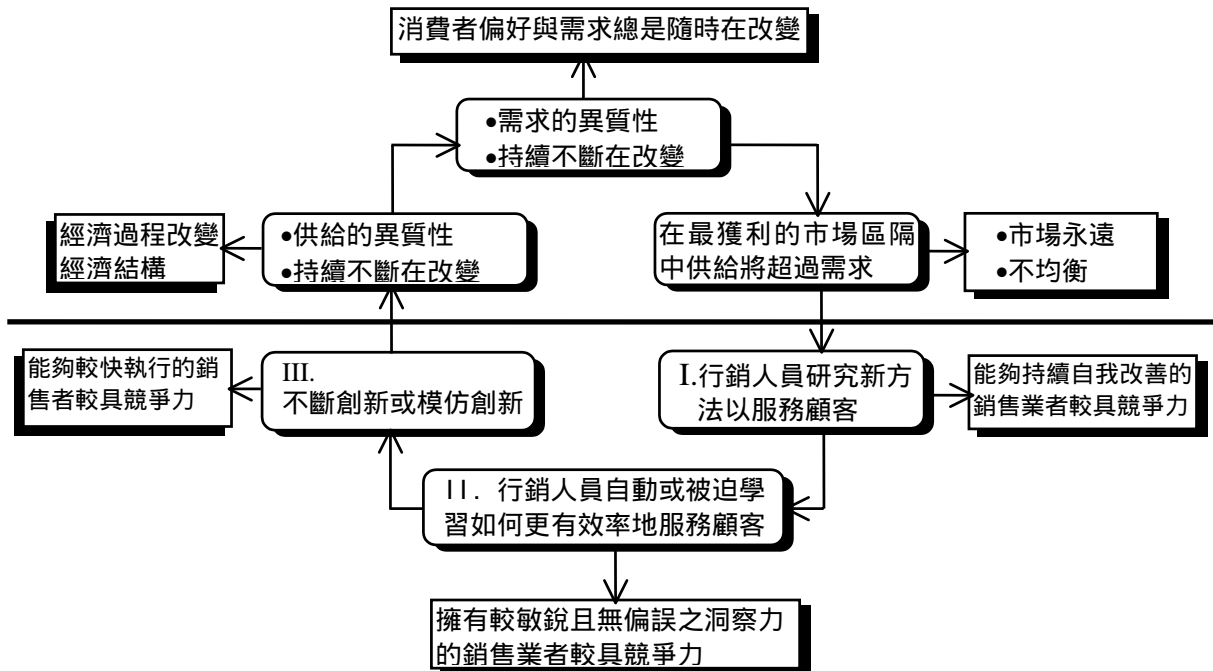 消費者偏好與需求總是隨時在改變
•需求的異質性
•持續不斷在改變
經濟過程改變
經濟結構
•供給的異質性
•持續不斷在改變
在最獲利的市場區隔
中供給將超過需求
•市場永遠
•不均衡
能夠較快執行的銷
售者較具競爭力
III.
不斷創新或模仿創新
I.行銷人員研究新方
法以服務顧客
能夠持續自我改善的
銷售業者較具競爭力
II. 行銷人員自動或被迫學
習如何更有效率地服務顧客
擁有較敏銳且無偏誤之洞察力
的銷售業者較具競爭力